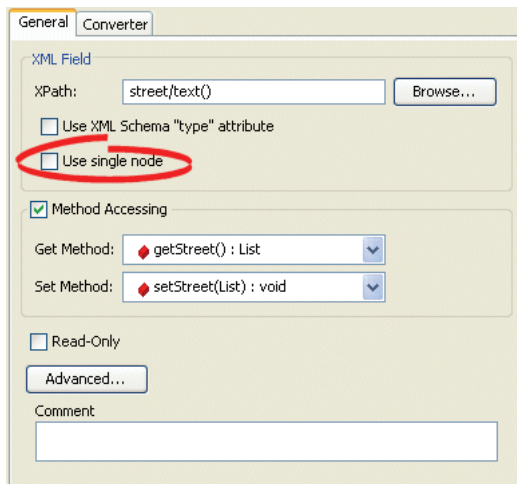 General Converter
XML Field
XPath: street/text() Browse...
Use XML Schema "type" attribute
Use single node
Method Accessing
Get Method: getStreet() : List
Set Method: setStreet(List) : void
Read-Only
Advanced...
Comment